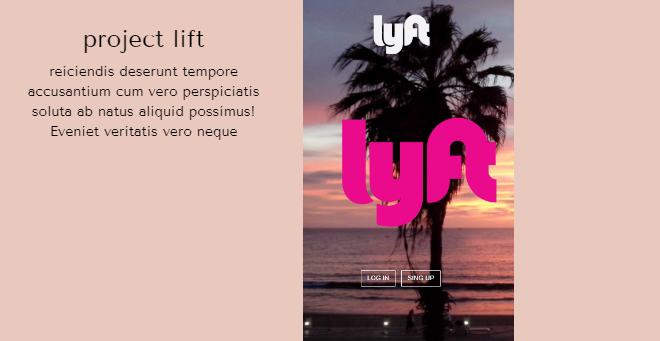 project lift
reiciendis deserunt tempore
accusantium cum vero perspiciatis
soluta ab natus aliquid possimus!
Eveniet veritatis vero neque
lyft
lyft
LOG IN
SING UP